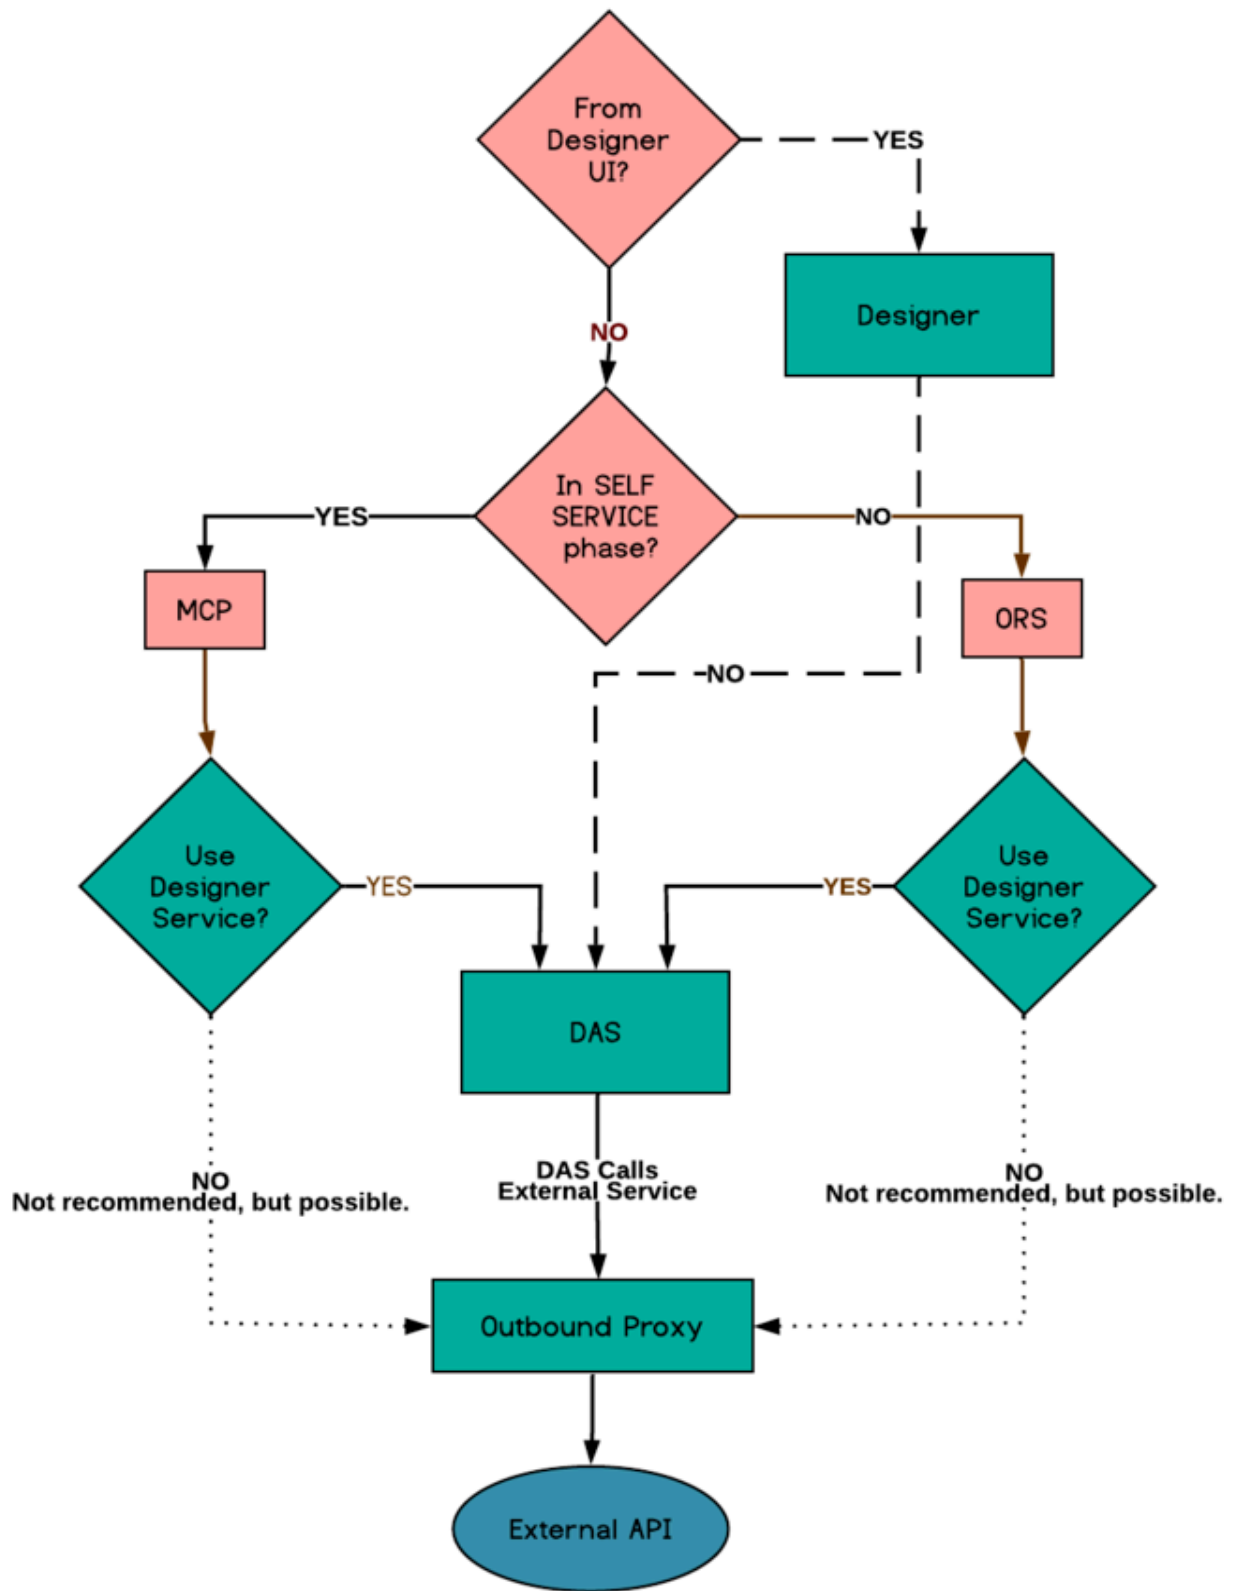 From
Designer
UI?
YES
Designer
NO
In SELF
SERVICE
phase?
YES
NO
MCP
ORS
NO
Use
Designer
Service?
YES
YES
Use
Designer
Service?
DAS
DAS Calls
External Service
NO
Not recommended, but possible.
NO
Not recommended, but possible.
Outbound Proxy
External API